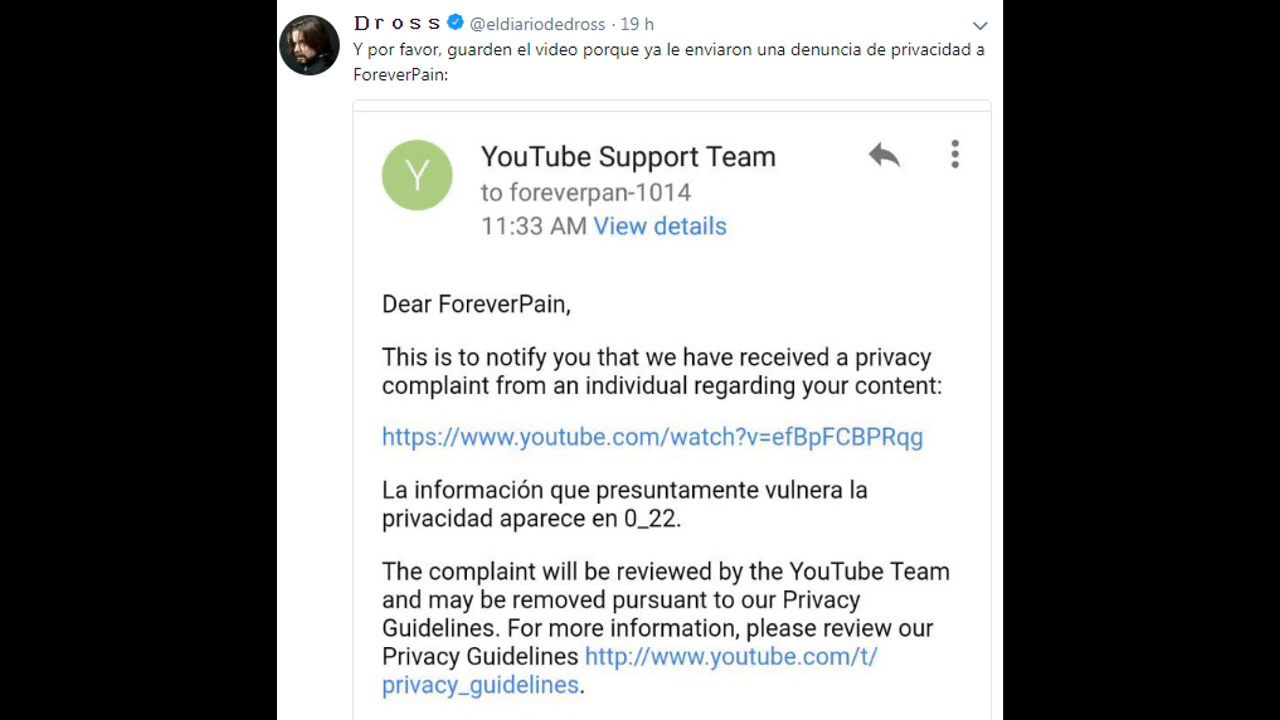 Dross @eldiariodedross · 19 h
Y por favor, guarden el video porque ya le enviaron una denuncia de privacidad a
ForeverPain:
Y
YouTube Support Team
to foreverpan-1014
11:33 AM View details
Dear ForeverPain,
This is to notify you that we have received a privacy
complaint from an individual regarding your content:
https://www.youtube.com/watch?v=efBpFCBPRqg
La información que presuntamente vulnera la
privacidad aparece en 0_22.
The complaint will be reviewed by the YouTube Team
and may be removed pursuant to our Privacy
Guidelines. For more information, please review our
Privacy Guidelines http://www.youtube.com/t/
privacy_guidelines.